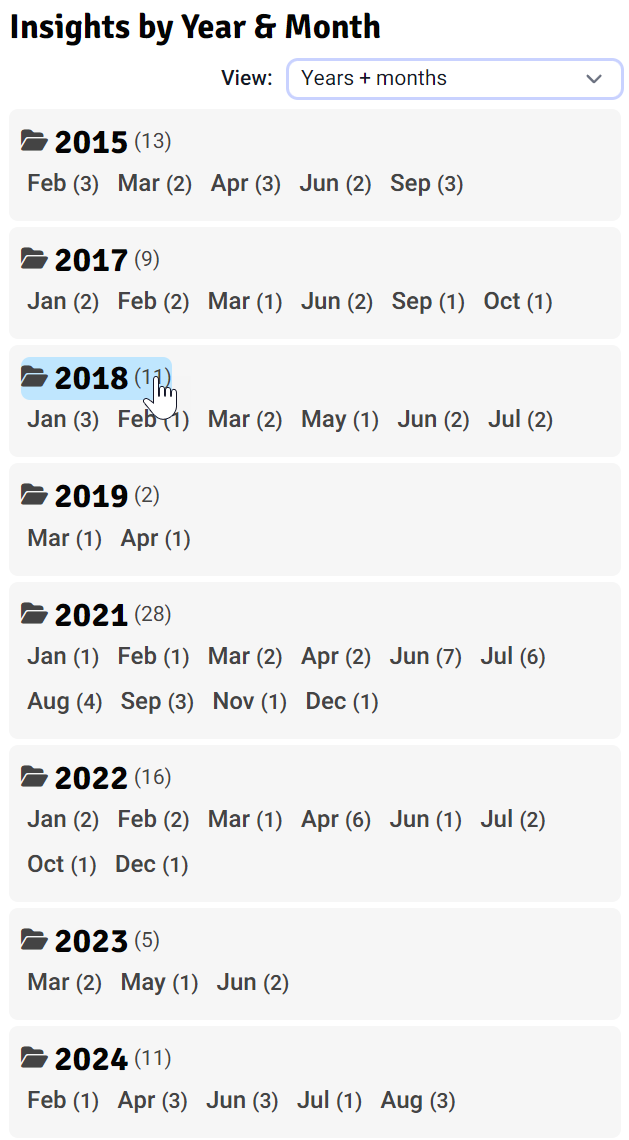 Insights by Year & Month
View: Years + months
2015 (13)
Feb (3) Mar (2) Apr (3) Jun (2) Sep (3)
2017 (9)
Jan (2) Feb (2) Mar (1) Jun (2) Sep (1) Oct (1)
2018 (11)
Jan (3) Feb (1) Mar (2) May (1) Jun (2) Jul (2)
2019 (2)
Mar (1) Apr (1)
2021 (28)
Jan (1) Feb (1) Mar (2) Apr (2) Jun (7) Jul (6)
Aug (4) Sep (3) Nov (1) Dec (1)
2022 (16)
Jan (2) Feb (2) Mar (1) Apr (6) Jun (1) Jul (2)
Oct (1) Dec (1)
2023 (5)
Mar (2) May (1) Jun (2)
2024 (11)
Feb (1) Apr (3) Jun (3) Jul (1) Aug (3)